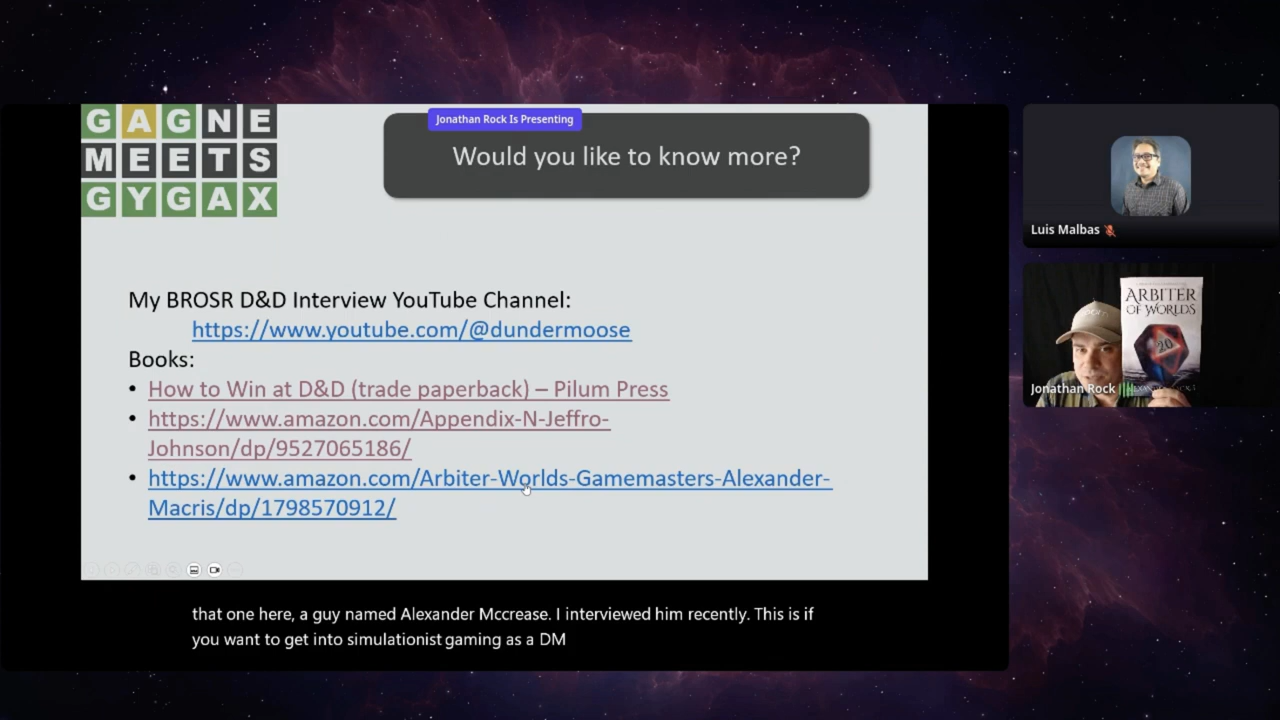 GAGNE
MEETS
GYGAX
Jonathan Rock Is Presenting
Would you like to know more?
My BROSR D&D Interview YouTube Channel:
https://www.youtube.com/@dundermoose
Books:
• How to Win at D&D (trade paperback) – Pilum Press
• https://www.amazon.com/Appendix-N-Jeffro-
Johnson/dp/9527065186/
• https://www.amazon.com/Arbiter-Worlds-Gamemasters-Alexander-
Macris/dp/1798570912/
that one here, a guy named Alexander Mccrease. I interviewed him recently. This is if
you want to get into simulationist gaming as a DM
Luis Malbas
ARBITER
OF WORLDS
20
Jonathan Rock